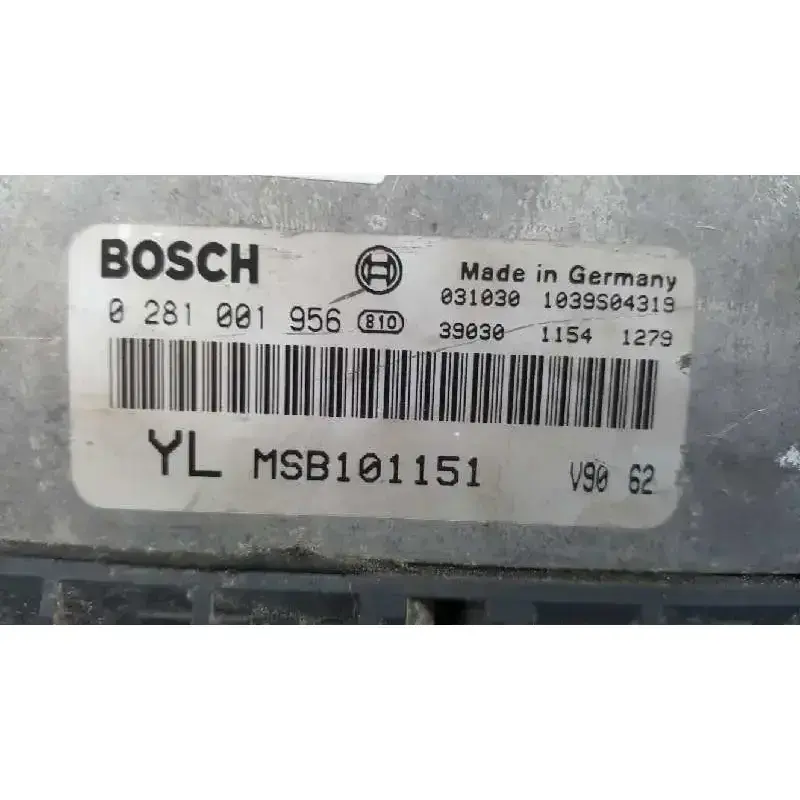 BOSCH
Made in Germany
0 281 001 956 810
031030 1039S04319
39030 1154 1279
YL MSB101151 V90 62